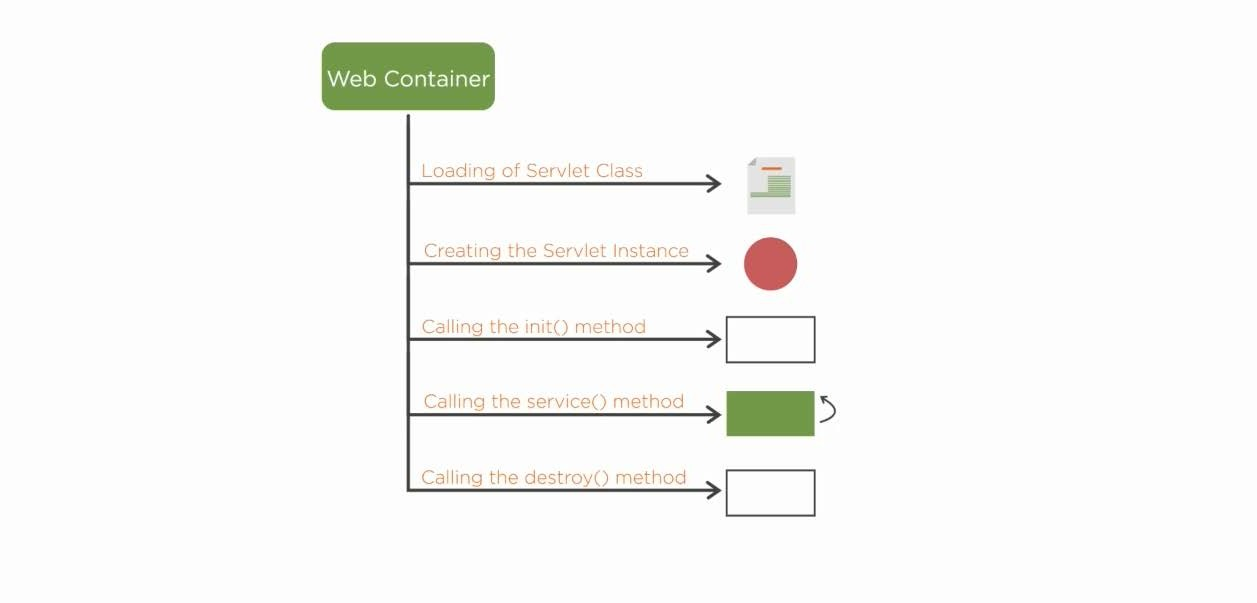 Web Container
Loading of Servlet Class
Creating the Servlet Instance
Calling the init() method
Calling the service() method
Calling the destroy() method